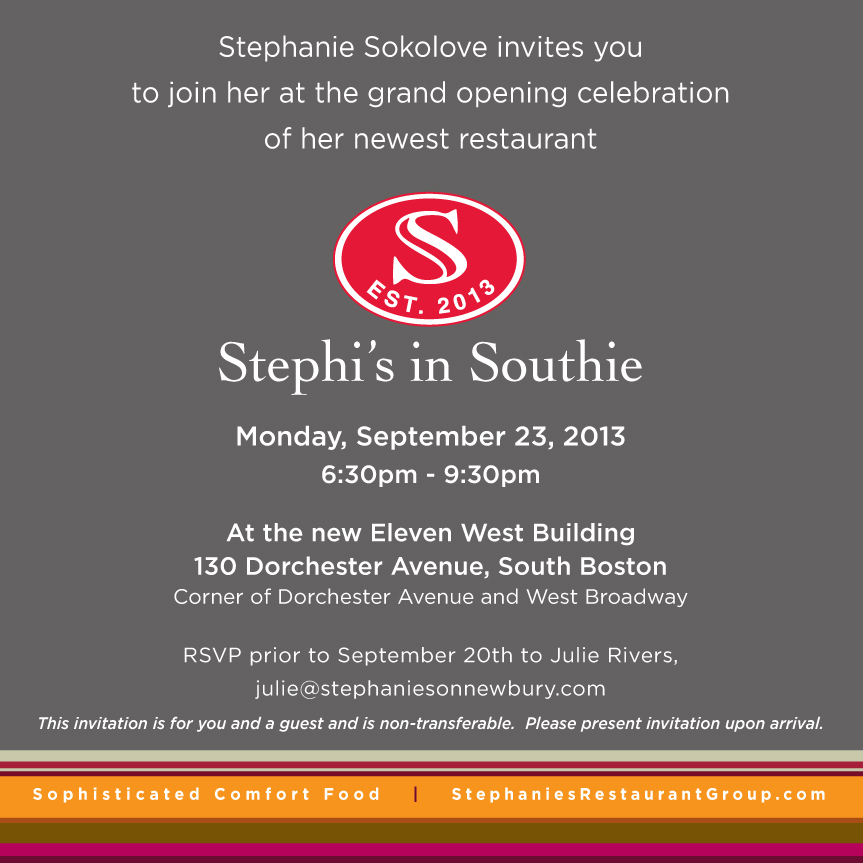 Stephanie Sokolove invites you
to join her at the grand opening celebration
of her newest restaurant
S
EST. 2013
Stephi's in Southie
Monday, September 23, 2013
6:30pm - 9:30pm
At the new Eleven West Building
130 Dorchester Avenue, South Boston
Corner of Dorchester Avenue and West Broadway
RSVP prior to September 20th to Julie Rivers,
julie@stephaniesonnewbury.com
This invitation is for you and a guest and is non-transferable.  Please present invitation upon arrival.
Sophisticated Comfort Food | StephaniesRestaurantGroup.com